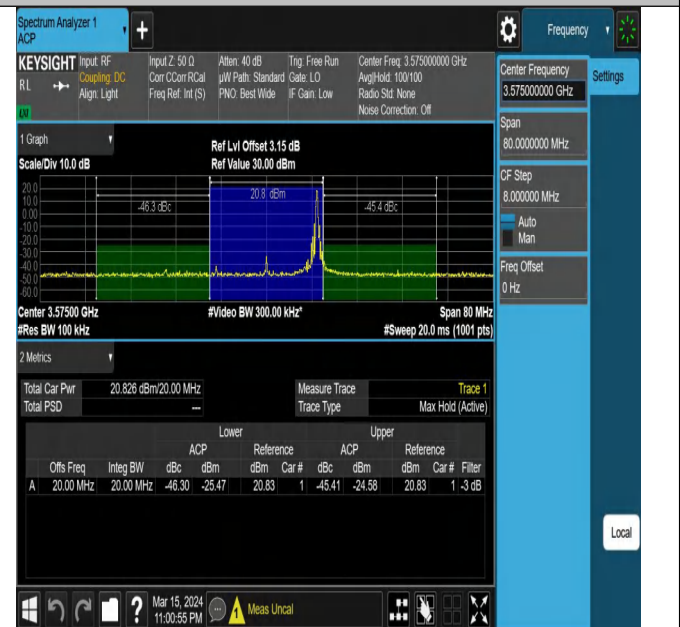 Spectrum Analyzer 1
ACP
Frequency
KEYSIGHT
RL
Input: RF
Coupling: DC
Align: Light
Input Z: 50 Ω
Corr CCorr RCal
Freq Ref: Int (S)
Atten: 40 dB
µW Path: Standard
PNO: Best Wide
Trig: Free Run
Gate: LO
IF Gain: Low
Center Freq: 3.575000000 GHz
Avg|Hold: 100/100
Radio Std: None
Noise Correction: Off
Center Frequency
3.575000000 GHz
Settings
Span
80.0000000 MHz
CF Step
8.000000 MHz
Auto
Man
Freq Offset
0 Hz
1 Graph
Scale/Div 10.0 dB
Ref Lvl Offset 3.15 dB
Ref Value 30.00 dBm
20.0
10.0
0.00
-10.0
-20.0
-30.0
-40.0
-50.0
-60.0
-46.3 dBc
20.8 dBm
-45.4 dBc
Center 3.57500 GHz
#Video BW 300.00 kHz*
Span 80 MHz
#Res BW 100 kHz
#Sweep 20.0 ms (1001 pts)
2 Metrics
Total Car Pwr 20.826 dBm/20.00 MHz
Total PSD ---
Measure Trace Trace 1
Trace Type Max Hold (Active)
Lower Upper
ACP Reference ACP Reference
Offs Freq Integ BW dBc dBm dBm Car # dBc dBm dBm Car # Filter
A 20.00 MHz 20.00 MHz -46.30 -25.47 20.83 1 -45.41 -24.58 20.83 1 -3 dB
Local
?
Mar 15, 2024
11:00:55 PM
1
Meas Uncal